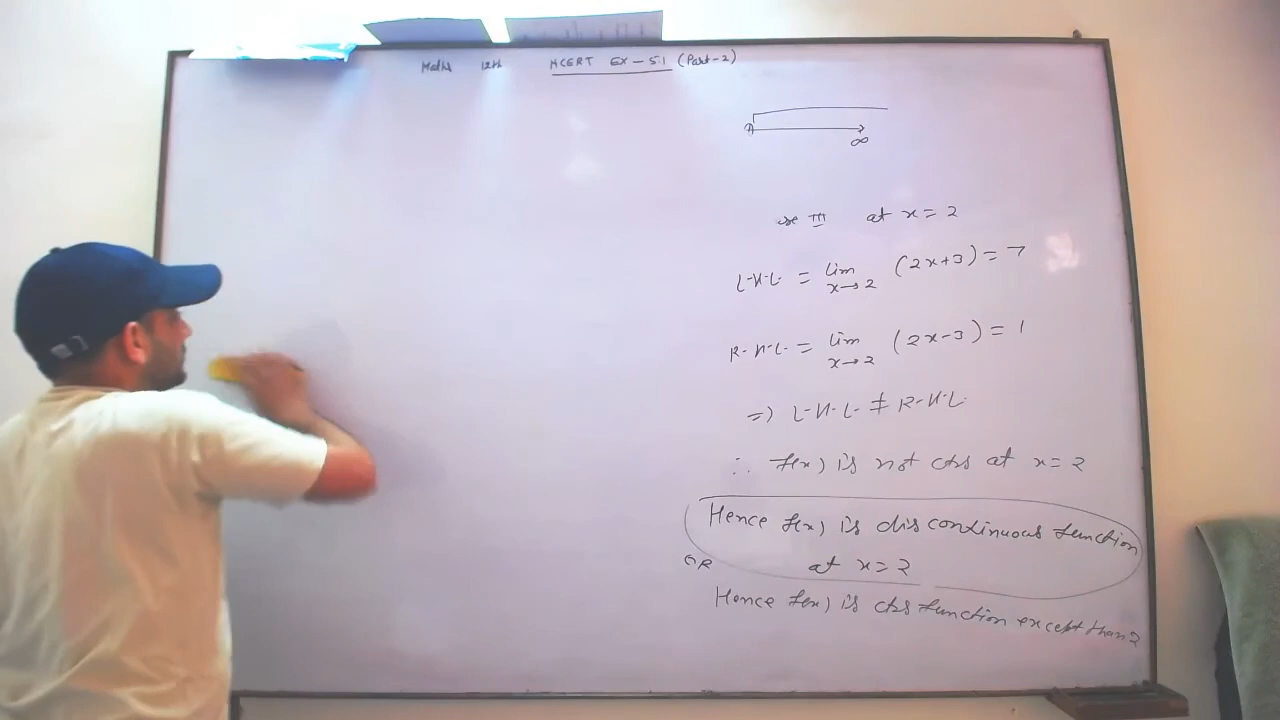 Maths 12th NCERT EX-5.1 (Part-2)
∞
Case III at x = 2
L.H.L. = lim x→2 (2x+3) = 7
R.H.L. = lim x→2 (2x-3) = 1
⇒ L.H.L. ≠ R.H.L.
∴ f(x) is not cts at x = 2
Hence f(x) is discontinuous function
OR at x = 2
Hence f(x) is cts function except than 2